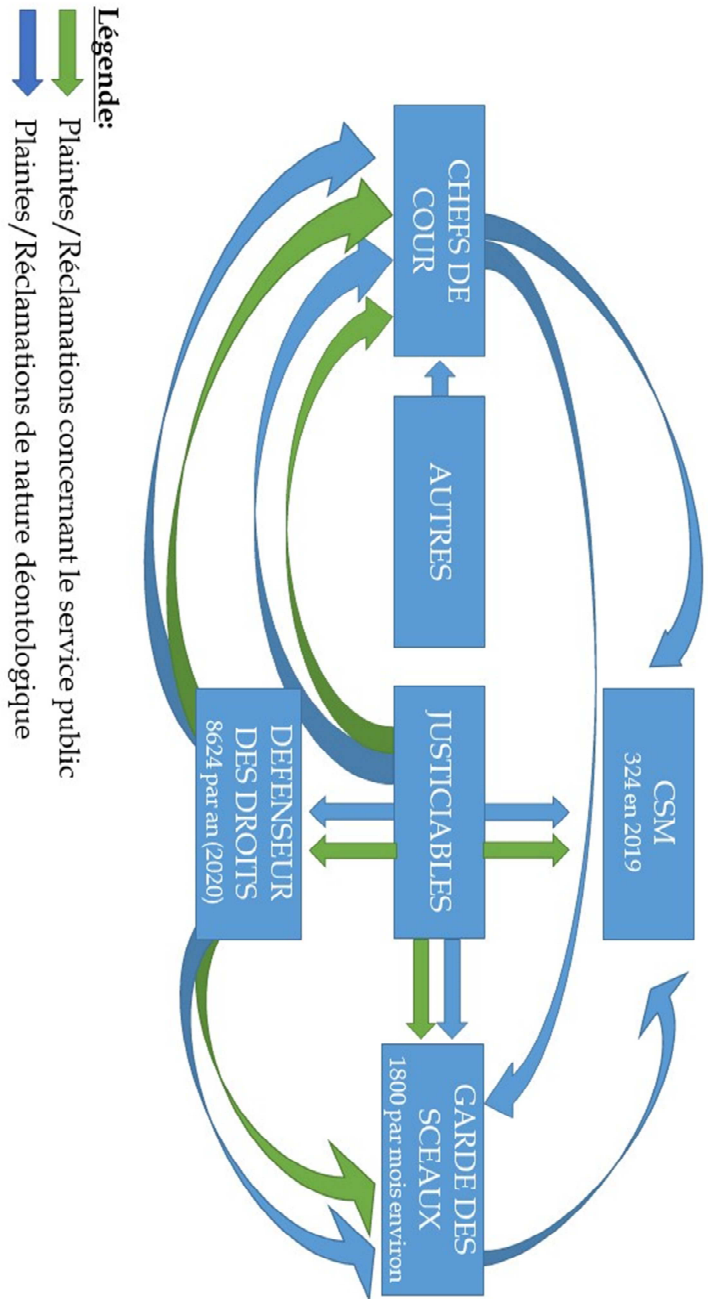 CSM
324 en 2019
CHEFS DE
COUR
AUTRES
JUSTICIABLES
GARDE DES
SCEAUX
1800 par mois environ
DEFENSEUR
DES DROITS
8624 par an (2020)
Légende:
Plaintes/Réclamations concernant le service public
Plaintes/Réclamations de nature déontologique